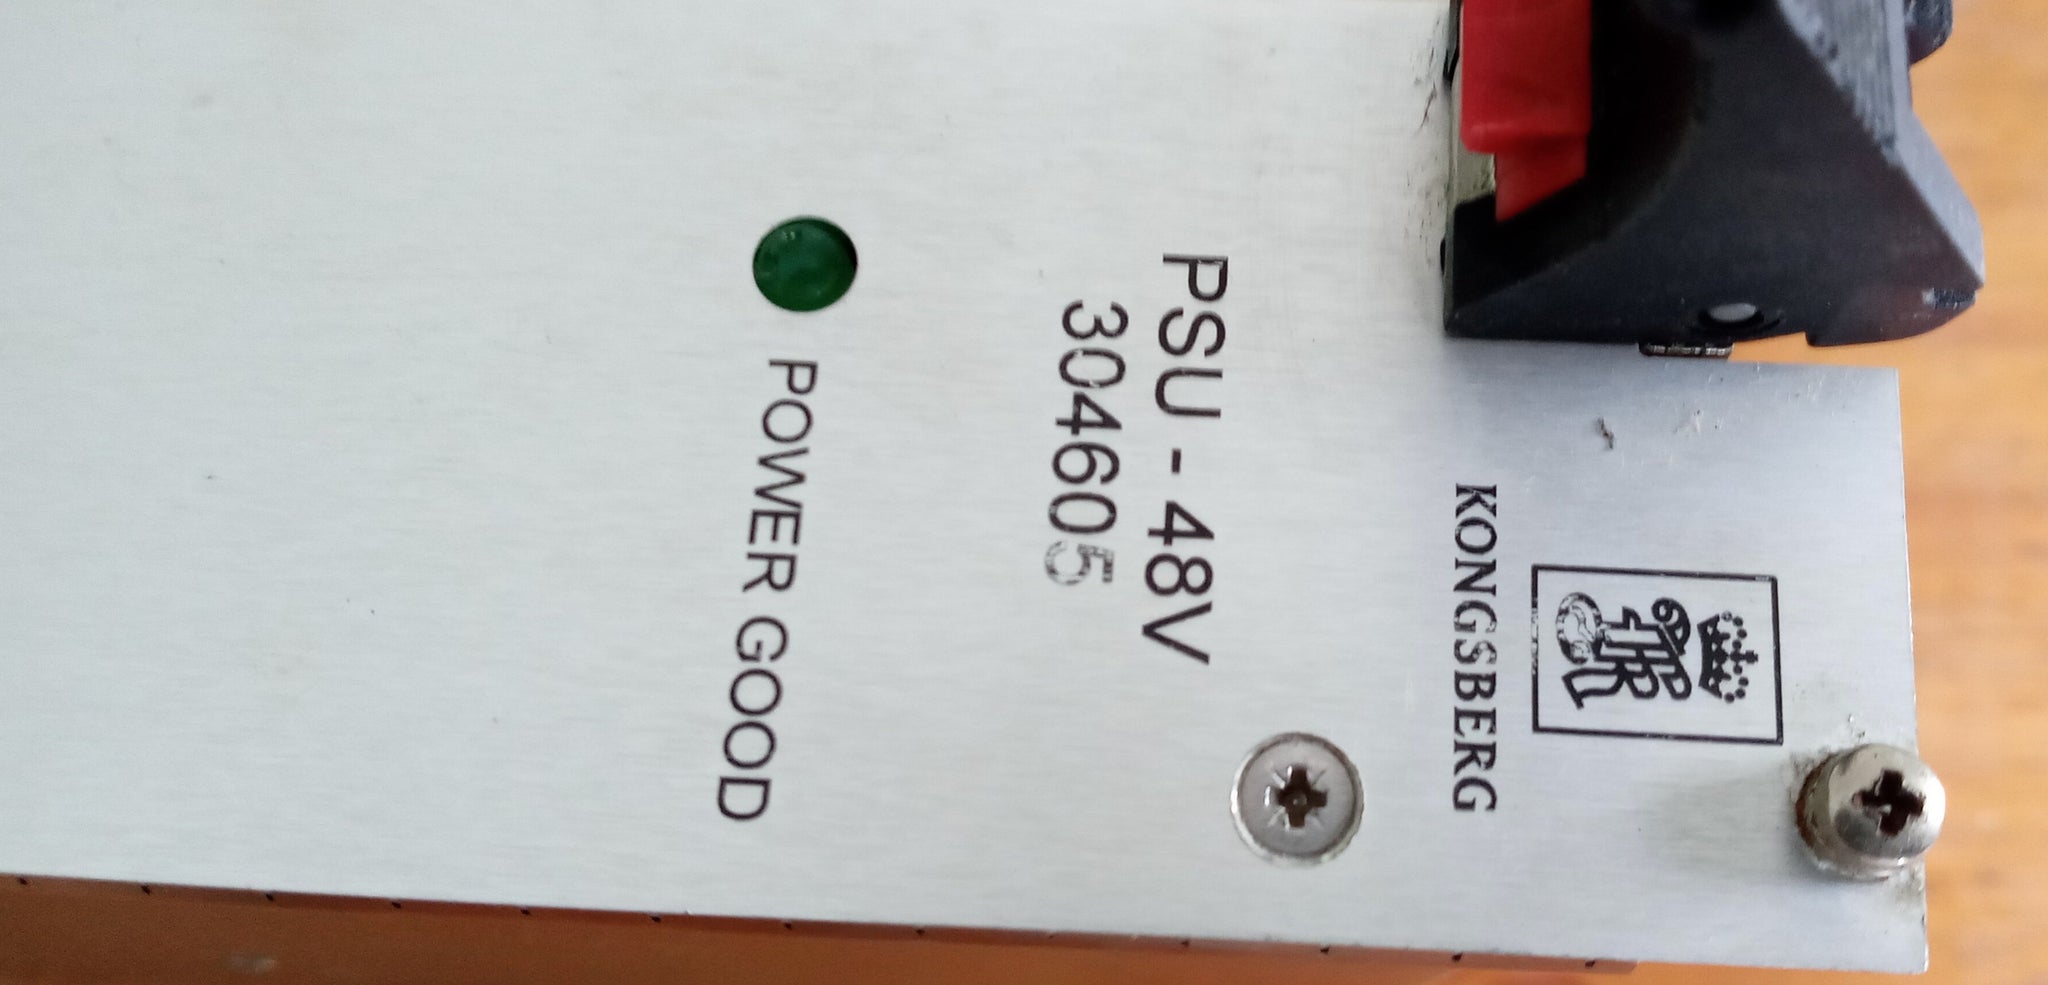 KONGSBERG
PSU - 48V
304605
POWER GOOD